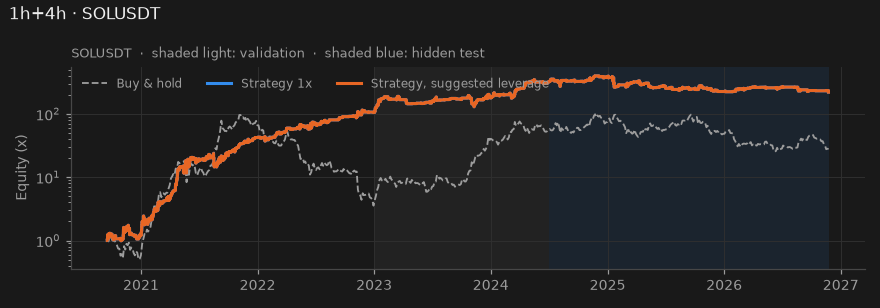 1h+4h · SOLUSDT
SOLUSDT · shaded light: validation · shaded blue: hidden test
Buy & hold
Strategy 1x
Strategy, suggested leverage
Equity (x)
10²
10¹
10⁰
2021
2022
2023
2024
2025
2026
2027